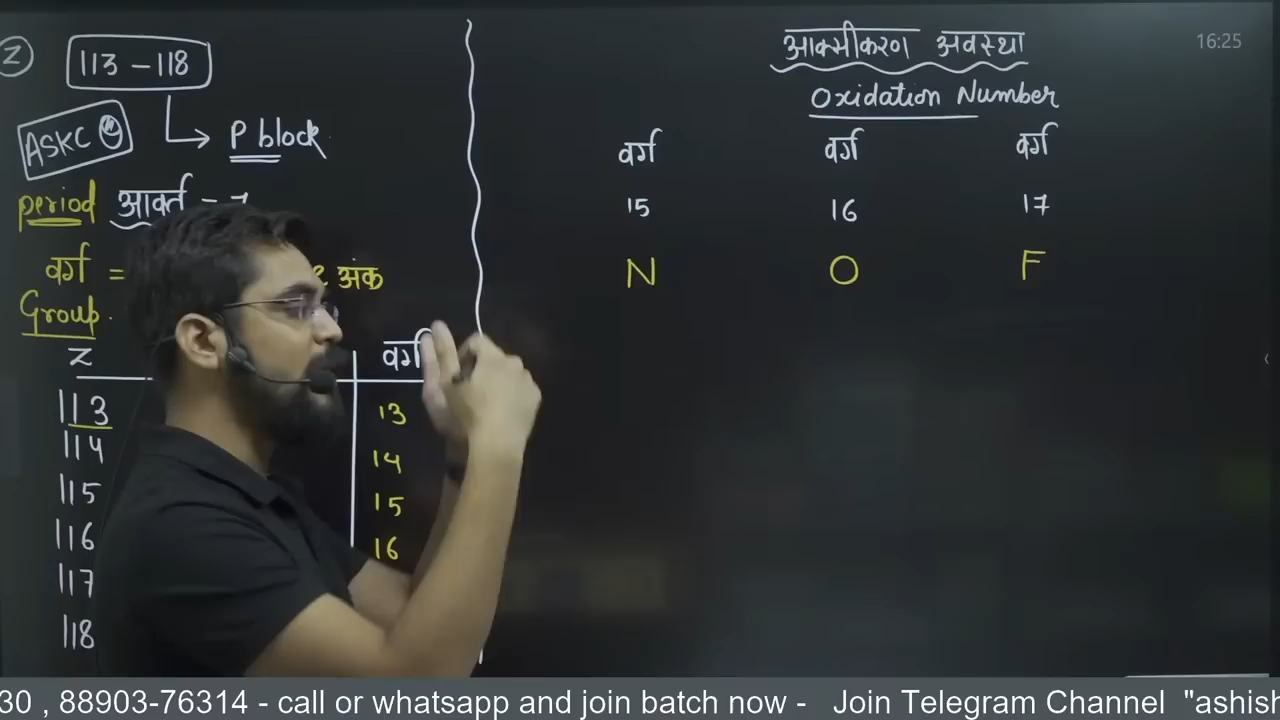 Z
113 - 118
ASKC
P block
period आवर्त - 7
वर्ग = अंक
Group.
Z वर्ग
113 13
114 14
115 15
116 16
117
118
आक्सीकरण अवस्था
Oxidation Number
वर्ग वर्ग वर्ग
15 16 17
N O F
16:25
30 , 88903-76314 - call or whatsapp and join batch now - Join Telegram Channel "ashish